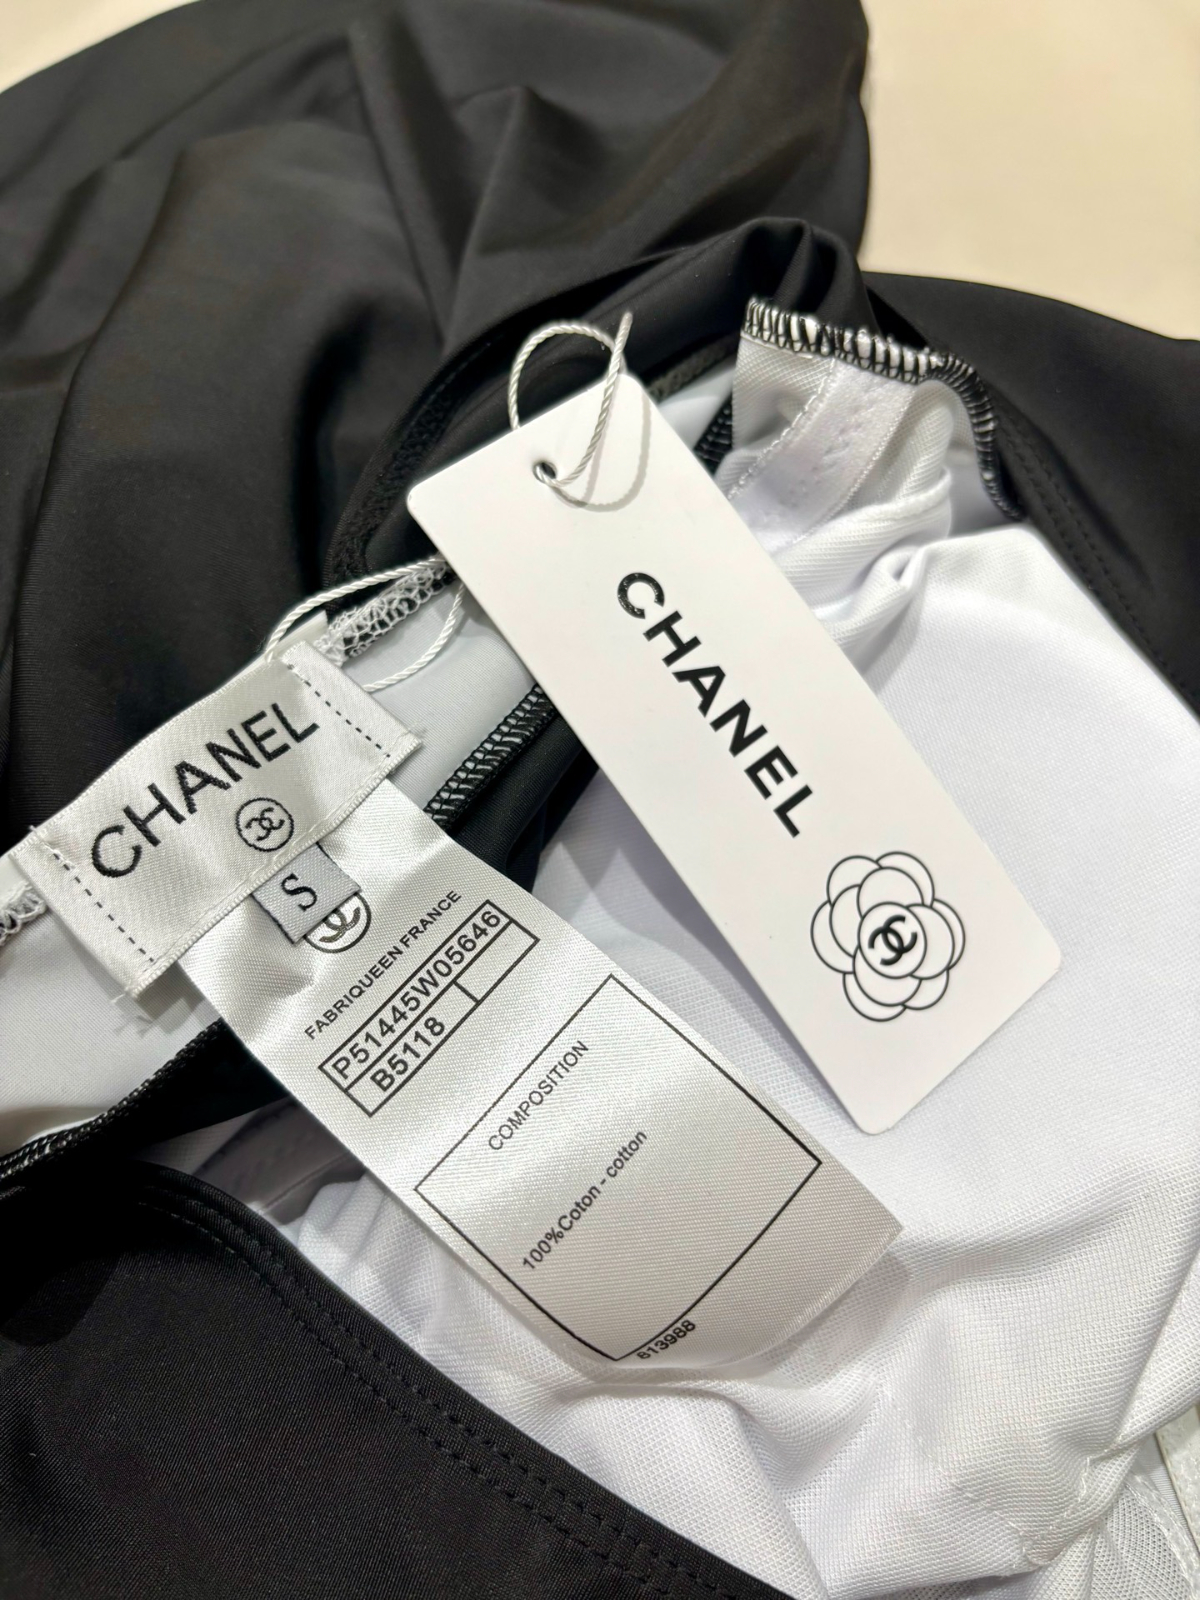 CHANEL
CHANEL
S
FABRIQUEEN FRANCE
P51445W05646
B5118
COMPOSITION
100%Coton - cotton
813988